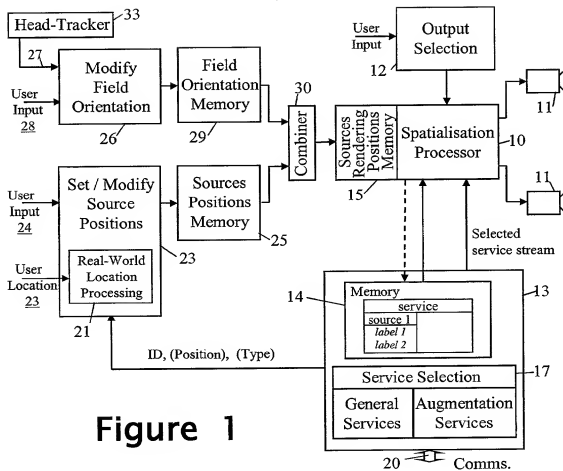 Head-Tracker
33
27
User
Input
28
Modify
Field
Orientation
26
Field
Orientation
Memory
29
30
Combiner
User
Input
Output
Selection
12
Sources
Rendering
Positions
Memory
15
Spatialisation
Processor
10
11
11
User
Input
24
Set / Modify
Source
Positions
23
Sources
Positions
Memory
25
User
Location
23
Real-World
Location
Processing
21
Selected
service stream
13
14
Memory
service
source 1
label 1
label 2
17
Service Selection
General
Services
Augmentation
Services
ID, (Position), (Type)
20
Comms.
Figure 1